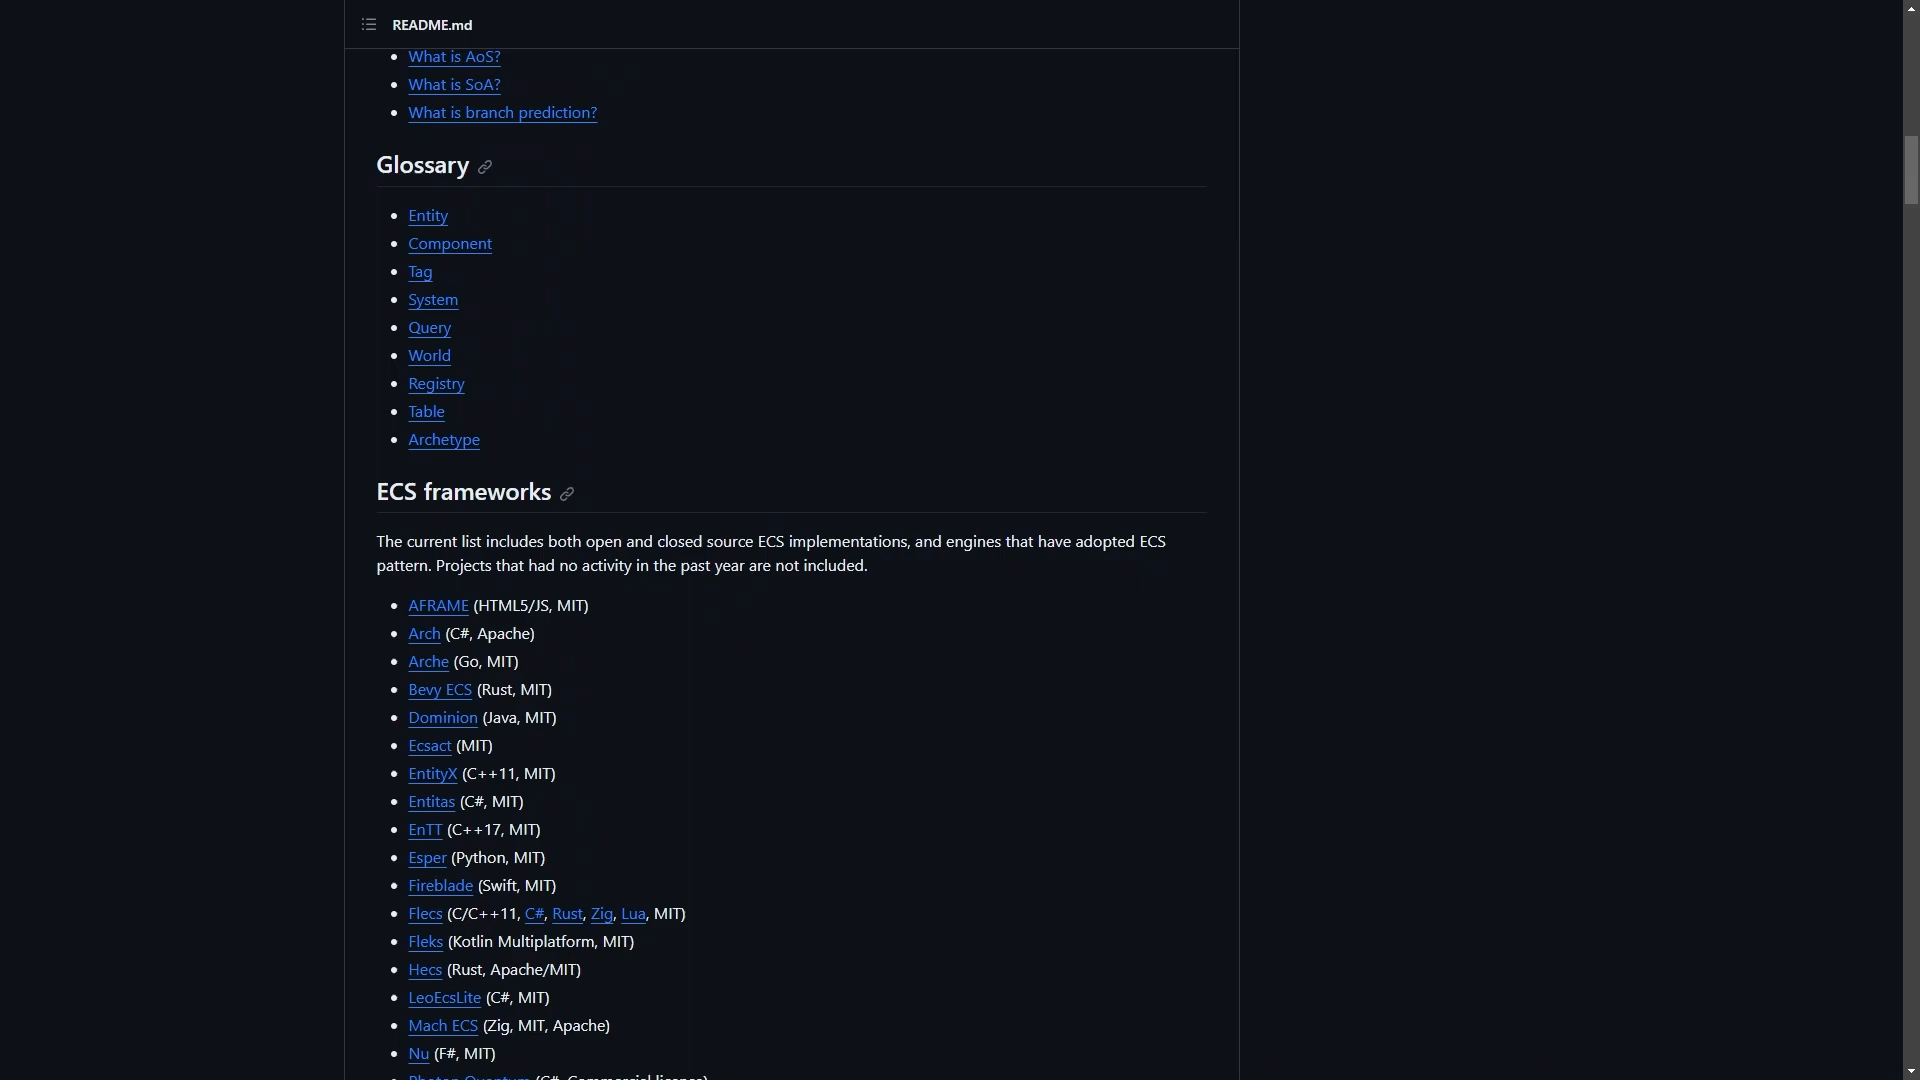 README.md
What is AoS?
What is SoA?
What is branch prediction?
Glossary
Entity
Component
Tag
System
Query
World
Registry
Table
Archetype
ECS frameworks
The current list includes both open and closed source ECS implementations, and engines that have adopted ECS
pattern. Projects that had no activity in the past year are not included.
AFRAME (HTML5/JS, MIT)
Arch (C#, Apache)
Arche (Go, MIT)
Bevy ECS (Rust, MIT)
Dominion (Java, MIT)
Ecsact (MIT)
EntityX (C++11, MIT)
Entitas (C#, MIT)
EnTT (C++17, MIT)
Esper (Python, MIT)
Fireblade (Swift, MIT)
Flecs (C/C++11, C#, Rust, Zig, Lua, MIT)
Fleks (Kotlin Multiplatform, MIT)
Hecs (Rust, Apache/MIT)
LeoEcsLite (C#, MIT)
Mach ECS (Zig, MIT, Apache)
Nu (F#, MIT)
Photon Quantum (C#, Commercial license)